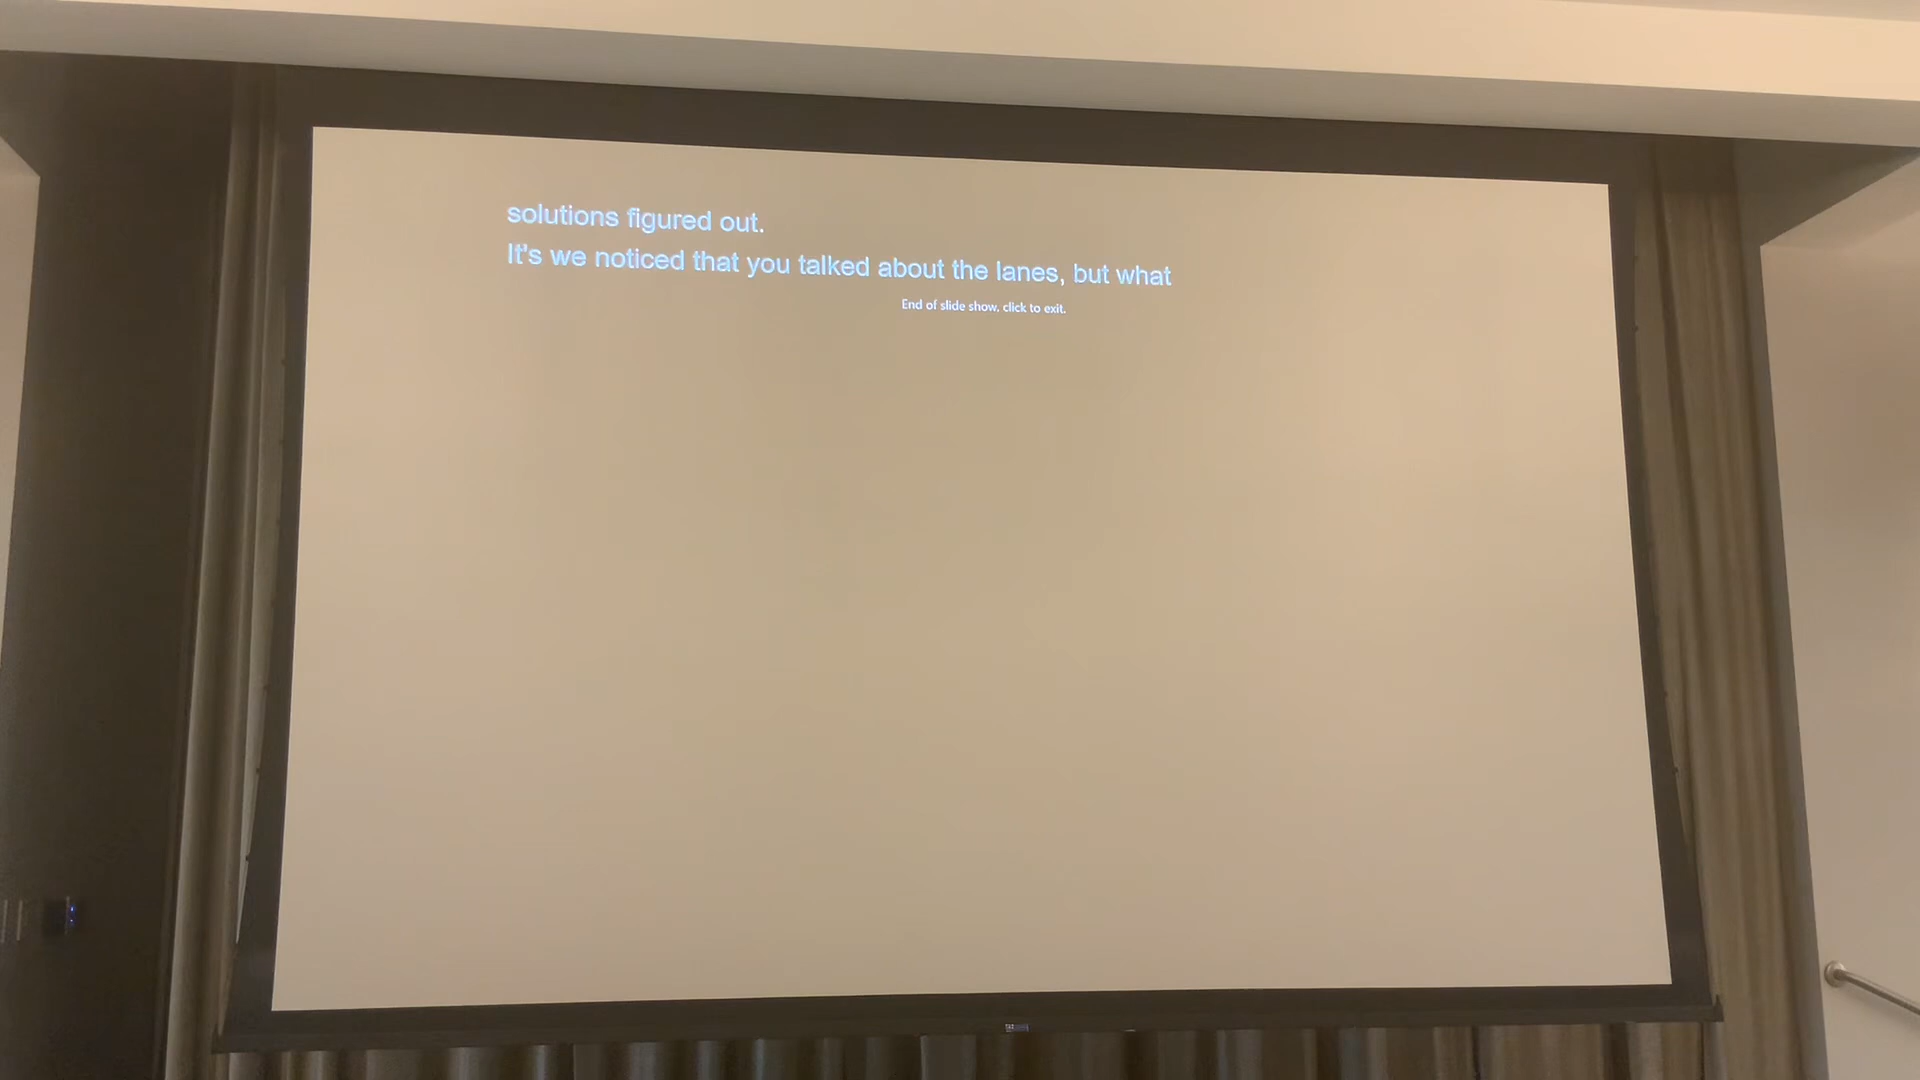 solutions figured out.
It's we noticed that you talked about the lanes, but what
End of slide show, click to exit.